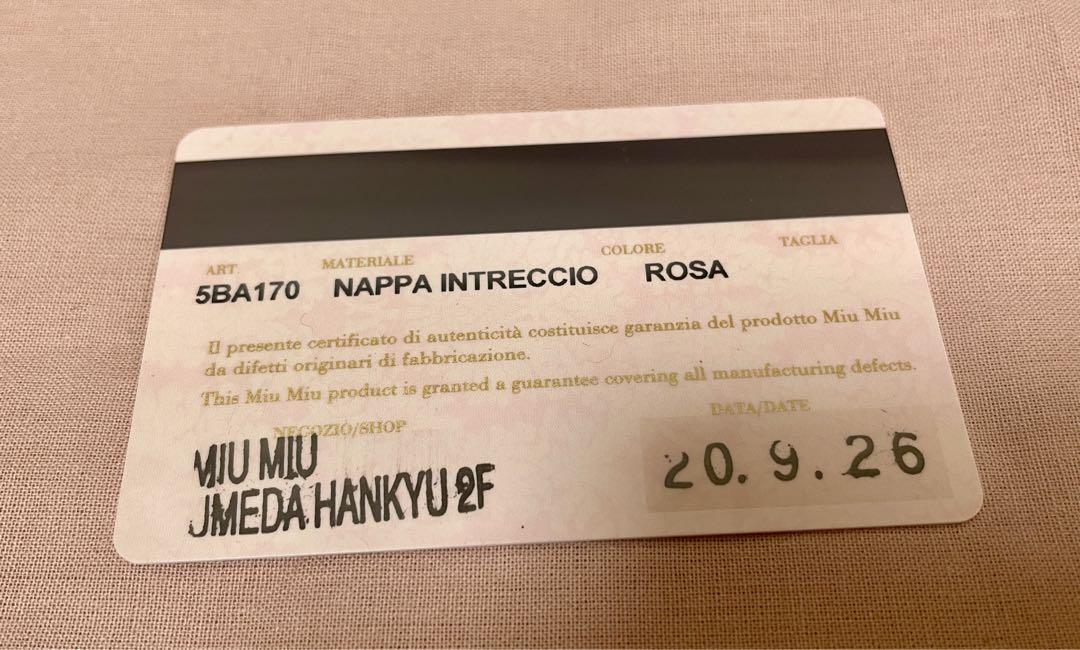 ART MATERIALE COLORE TAGLIA
5BA170 NAPPA INTRECCIO ROSA
Il presente certificato di autenticità costituisce garanzia del prodotto Miu Miu
da difetti originari di fabbricazione.
This Miu Miu product is granted a guarantee covering all manufacturing defects.
NEGOZIO/SHOP DATA/DATE
MIU MIU
UMEDA HANKYU 2F
20.9.26